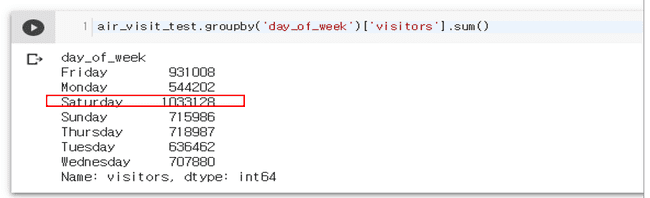 1 air_visit_test.groupby('day_of_week')['visitors'].sum()
day_of_week
Friday 931008
Monday 544202
Saturday 1033128
Sunday 715986
Thursday 718987
Tuesday 636462
Wednesday 707880
Name: visitors, dtype: int64